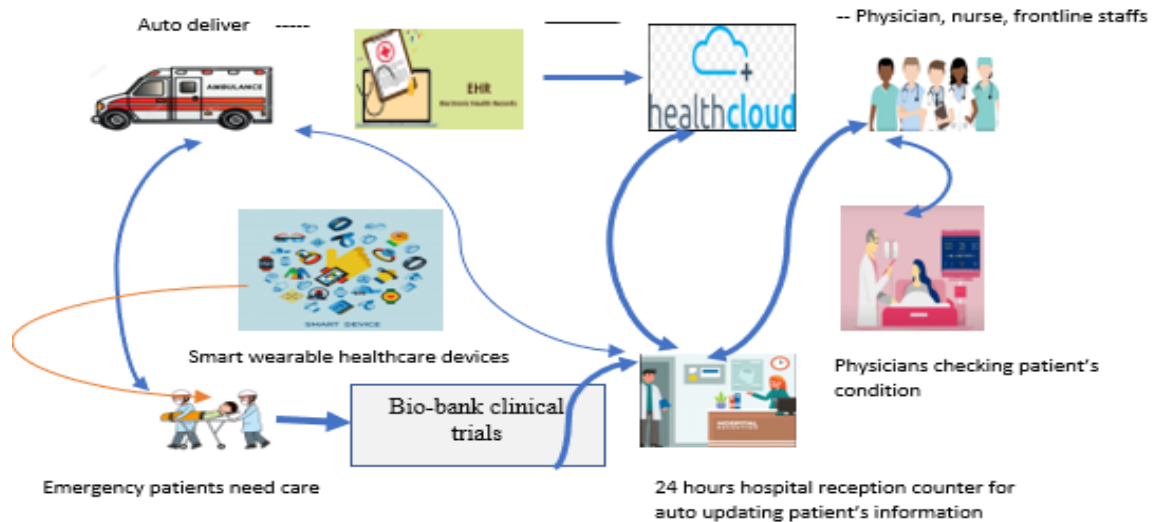 Auto deliver -----
-- Physician, nurse, frontline staffs
AMBULANCE
EHR
Electronic Health Records
healthcloud
SMART DEVICE
Smart wearable healthcare devices
Physicians checking patient's
condition
Bio-bank clinical
trials
HOSPITAL
RECEPTION
Emergency patients need care
24 hours hospital reception counter for
auto updating patient's information